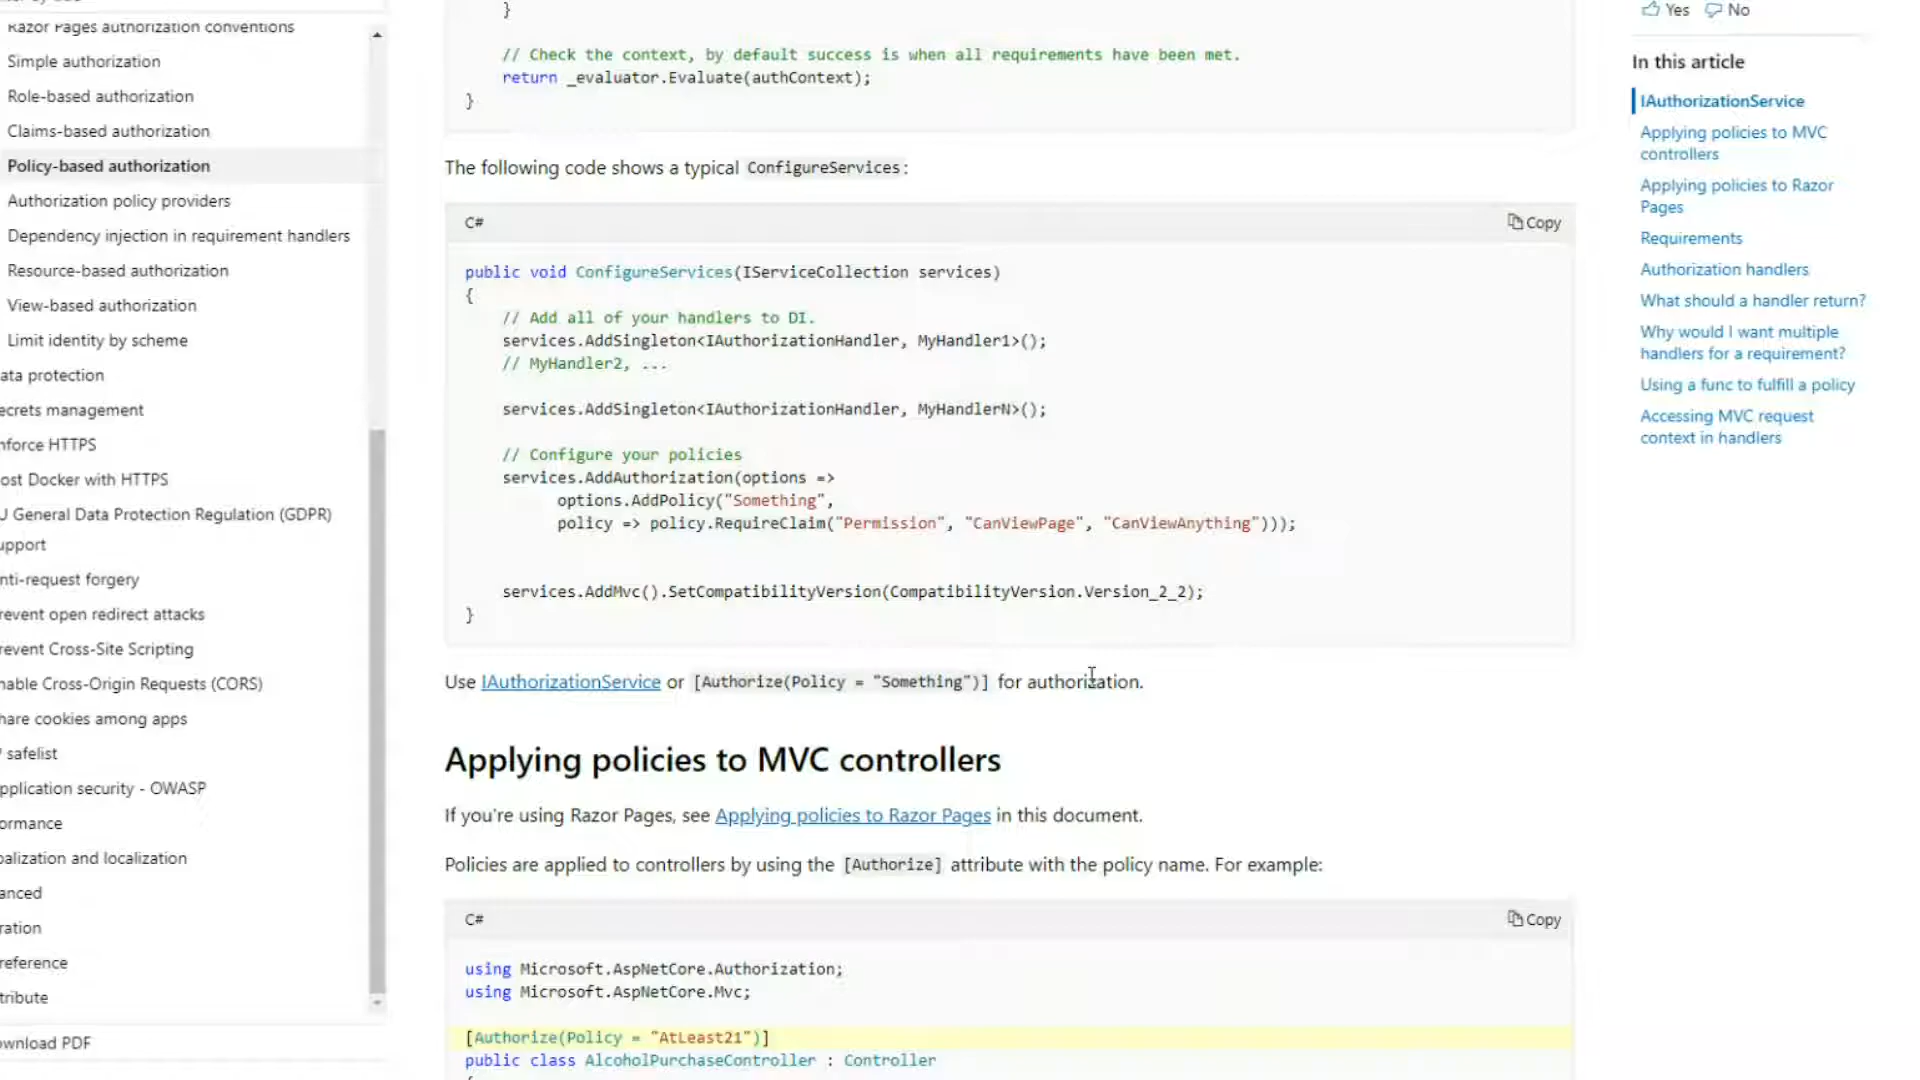 Razor Pages authorization conventions
Simple authorization
Role-based authorization
Claims-based authorization
Policy-based authorization
Authorization policy providers
Dependency injection in requirement handlers
Resource-based authorization
View-based authorization
Limit identity by scheme
ata protection
ecrets management
nforce HTTPS
ost Docker with HTTPS
U General Data Protection Regulation (GDPR)
upport
nti-request forgery
revent open redirect attacks
revent Cross-Site Scripting
nable Cross-Origin Requests (CORS)
hare cookies among apps
P safelist
pplication security - OWASP
ormance
balization and localization
anced
ration
reference
tribute
ownload PDF
}
// Check the context, by default success is when all requirements have been met.
return _evaluator.Evaluate(authContext);
}
The following code shows a typical ConfigureServices:
C#
Copy
public void ConfigureServices(IServiceCollection services)
{
// Add all of your handlers to DI.
services.AddSingleton<IAuthorizationHandler, MyHandler1>();
// MyHandler2, ...
services.AddSingleton<IAuthorizationHandler, MyHandlerN>();
// Configure your policies
services.AddAuthorization(options =>
options.AddPolicy("Something",
policy => policy.RequireClaim("Permission", "CanViewPage", "CanViewAnything")));
services.AddMvc().SetCompatibilityVersion(CompatibilityVersion.Version_2_2);
}
Use IAuthorizationService or [Authorize(Policy = "Something")] for authorization.
Applying policies to MVC controllers
If you're using Razor Pages, see Applying policies to Razor Pages in this document.
Policies are applied to controllers by using the [Authorize] attribute with the policy name. For example:
C#
Copy
using Microsoft.AspNetCore.Authorization;
using Microsoft.AspNetCore.Mvc;
[Authorize(Policy = "AtLeast21")]
public class AlcoholPurchaseController : Controller
Yes No
In this article
IAuthorizationService
Applying policies to MVC
controllers
Applying policies to Razor
Pages
Requirements
Authorization handlers
What should a handler return?
Why would I want multiple
handlers for a requirement?
Using a func to fulfill a policy
Accessing MVC request
context in handlers